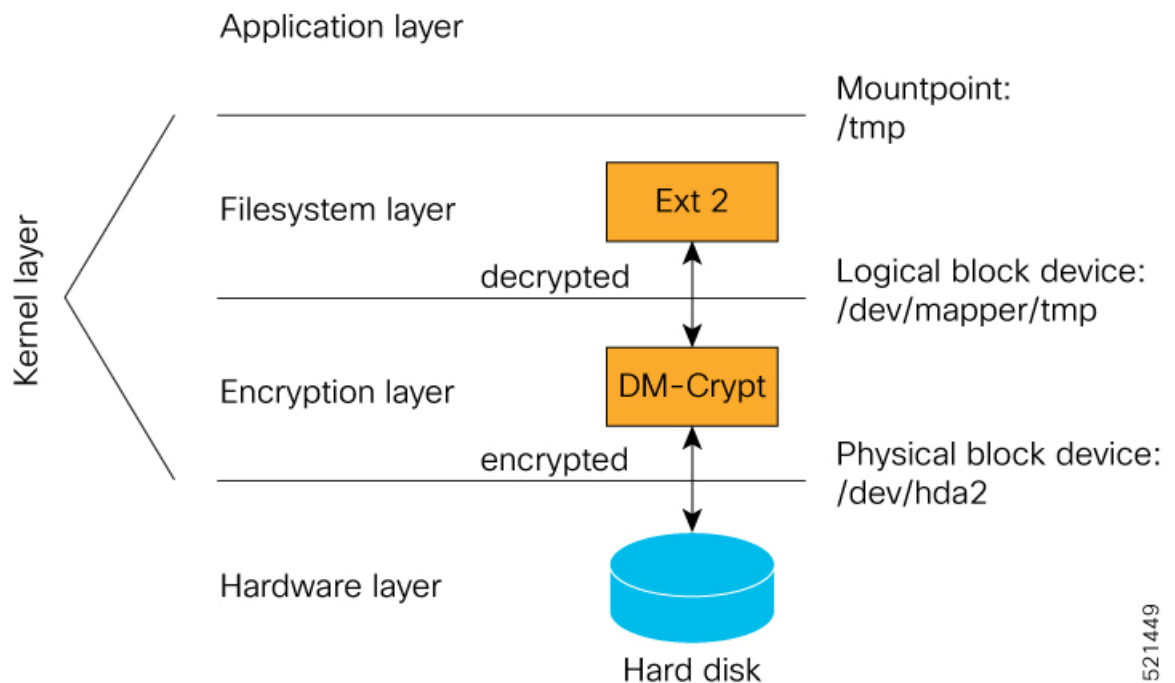 Application layer
Mountpoint:
/tmp
Kernel layer
Filesystem layer
Ext 2
decrypted
Logical block device:
/dev/mapper/tmp
Encryption layer
DM-Crypt
encrypted
Physical block device:
/dev/hda2
Hardware layer
Hard disk
521449